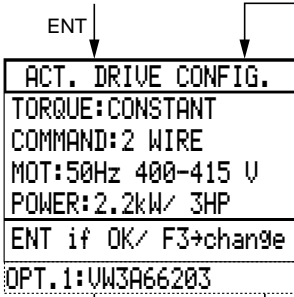 ENT
ACT. DRIVE CONFIG.
TORQUE:CONSTANT
COMMAND:2 WIRE
MOT:50Hz 400-415 V
POWER:2.2kW/ 3HP
ENT if OK/ F3→change
OPT.1:VW3A66203